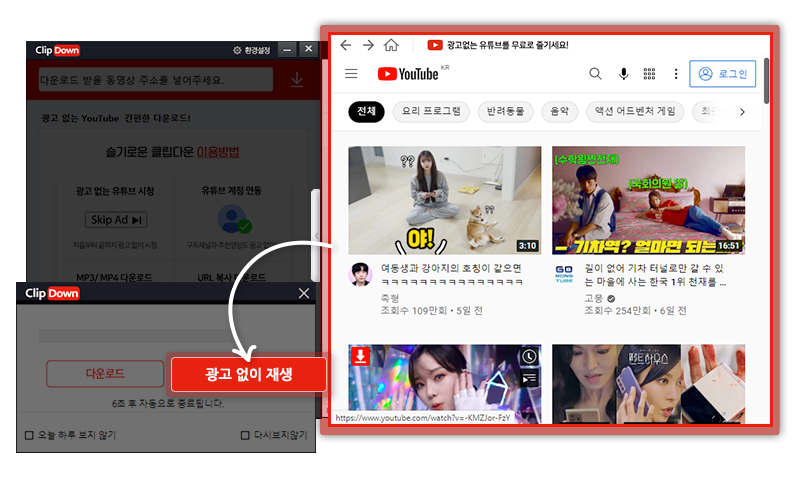 Clip Down
환경설정
다운로드 받을 동영상 주소를 넣어주세요.
광고 없는 YouTube 간편한 다운로드!
슬기로운 클립다운 이용방법
광고 없는 유튜브 시청
유튜브 계정 연동
Skip Ad
처음부터 끝까지 광고 없이 시청
구독채널과 추천영상도 광고 없이
MP3/ MP4 다운로드
URL 복사 다운로드
Clip Down
다운로드
광고 없이 재생
6초 후 자동으로 종료됩니다.
오늘 하루 보지 않기
다시보지않기
광고없는 유튜브를 무료로 즐기세요!
YouTube KR
로그인
전체
요리 프로그램
반려동물
음악
액션 어드벤처 게임
최근
??
??
야!
3:10
(수학왕천재)
(국회의원 딸)
기차역? 얼마면 되는
16:51
여동생과 강아지의 호칭이 같으면
ㅋㅋㅋㅋㅋㅋㅋㅋㅋㅋㅋㅋㅋㅋㅋ
축형
조회수 109만회 • 5일 전
GO
MONG
TUBE
길이 없어 기차 터널로만 갈 수 있
는 마을에 사는 한국 1위 천재를 ...
고몽
조회수 254만회 • 6일 전
펜트하우스
https://www.youtube.com/watch?v=-KMZJor-FzY